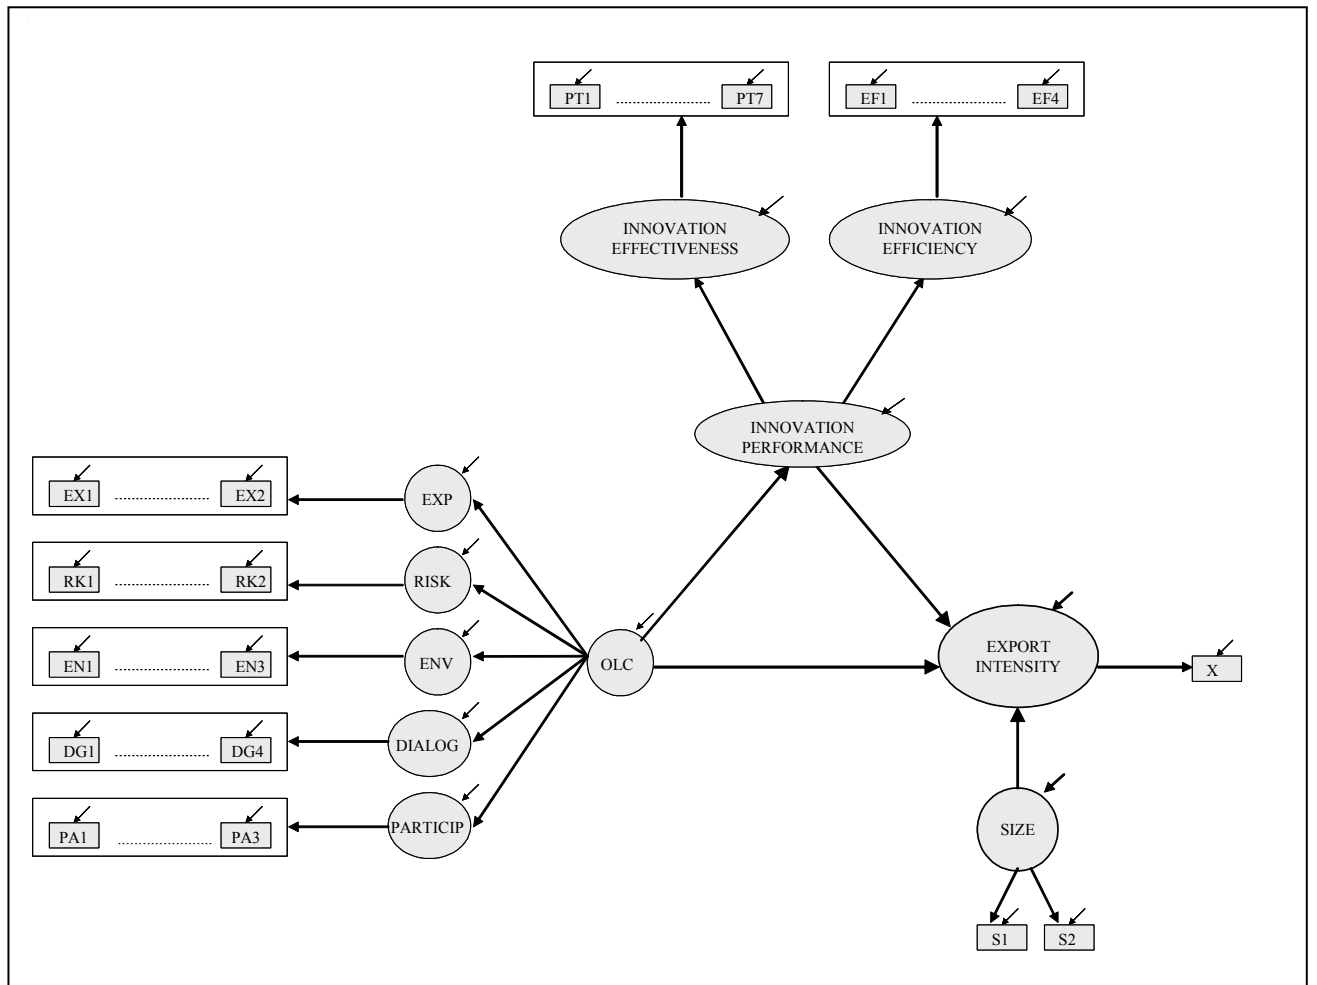 PT1 ........................ PT7
EF1 ........................ EF4
INNOVATION
EFFECTIVENESS
INNOVATION
EFFICIENCY
INNOVATION
PERFORMANCE
EX1 ........................ EX2
EXP
RK1 ........................ RK2
RISK
EN1 ........................ EN3
ENV
DG1 ........................ DG4
DIALOG
PA1 ........................ PA3
PARTICIP
OLC
EXPORT
INTENSITY
X
SIZE
S1
S2